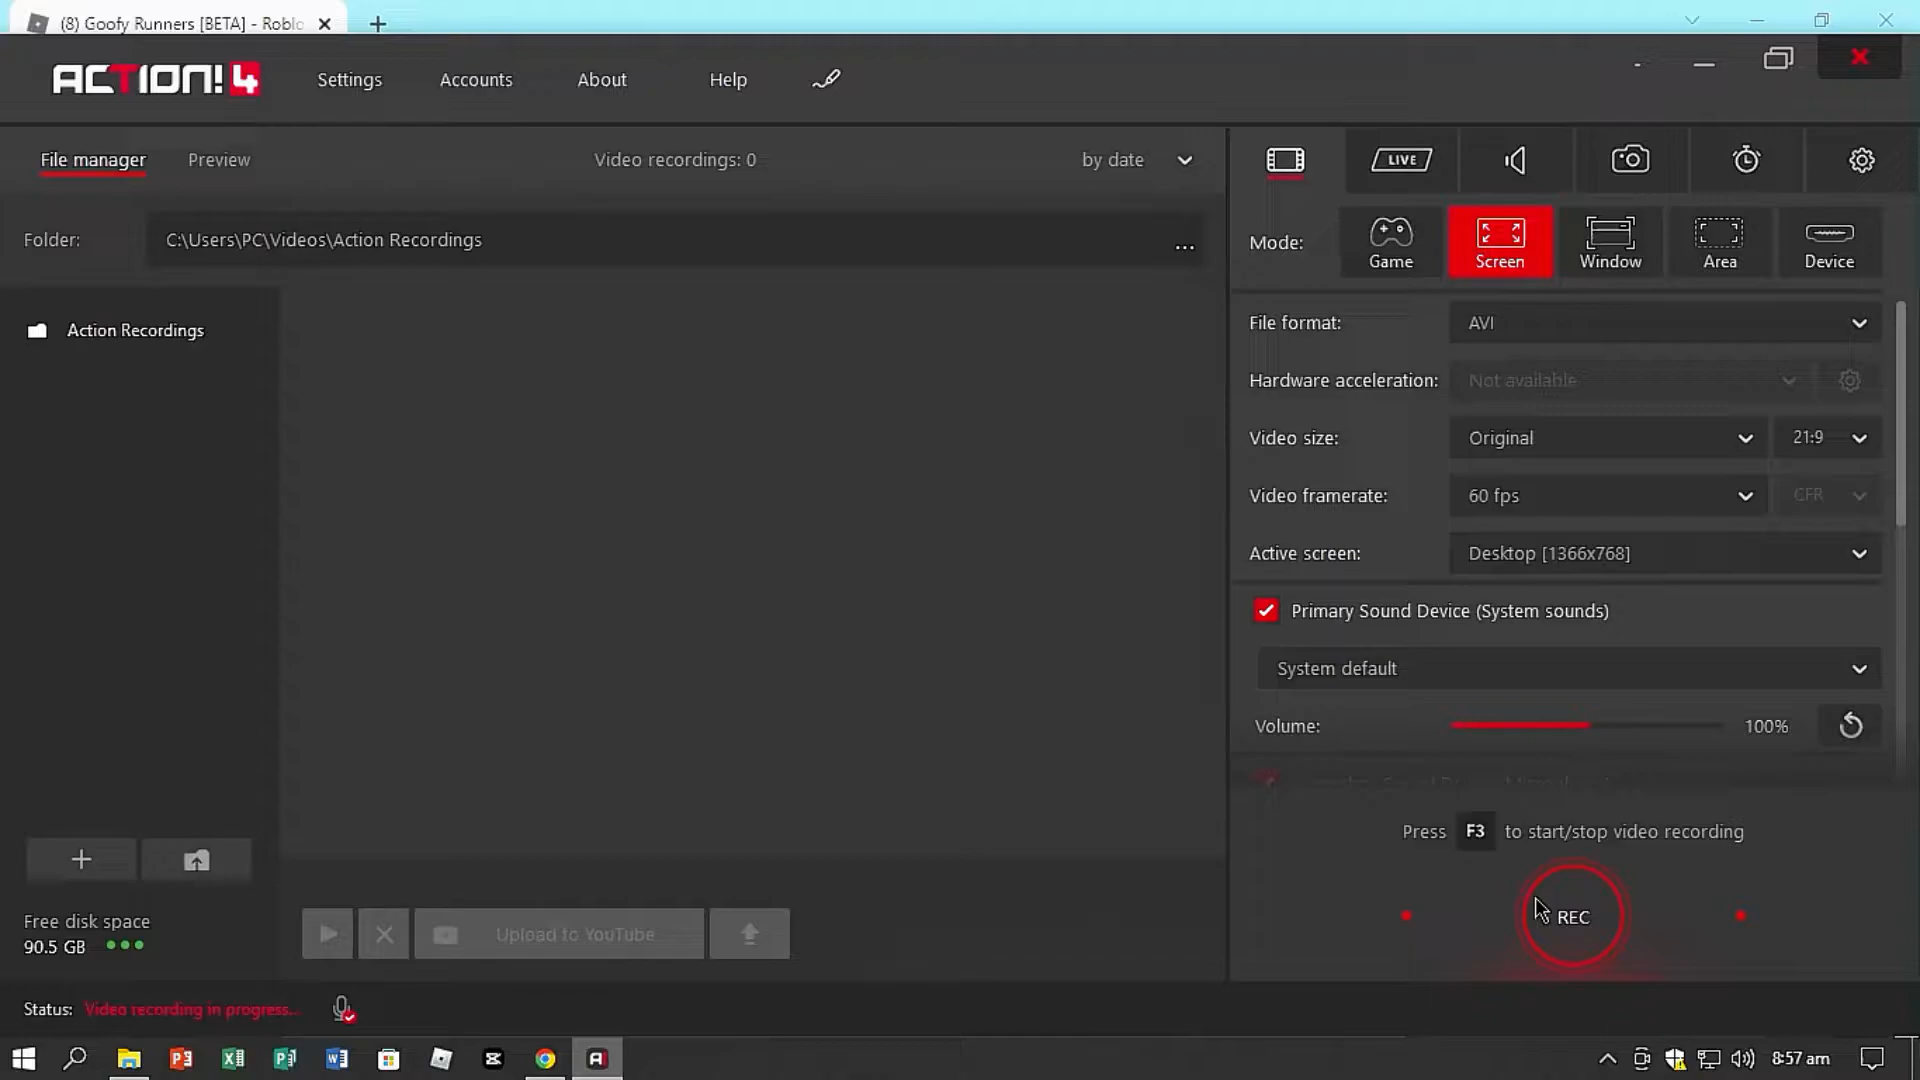 (8) Goofy Runners [BETA] - Roblo
ACTION! 4
Settings
Accounts
About
Help
File manager
Preview
Video recordings: 0
by date
LIVE
Folder:
C:\Users\PC\Videos\Action Recordings
...
Mode:
Game
Screen
Window
Area
Device
Action Recordings
File format:
AVI
Hardware acceleration:
Not available
Video size:
Original
21:9
Video framerate:
60 fps
CFR
Active screen:
Desktop [1366x768]
Primary Sound Device (System sounds)
System default
Volume:
100%
Press F3 to start/stop video recording
REC
Free disk space
90.5 GB
Upload to YouTube
Status:
Video recording in progress...
8:57 am